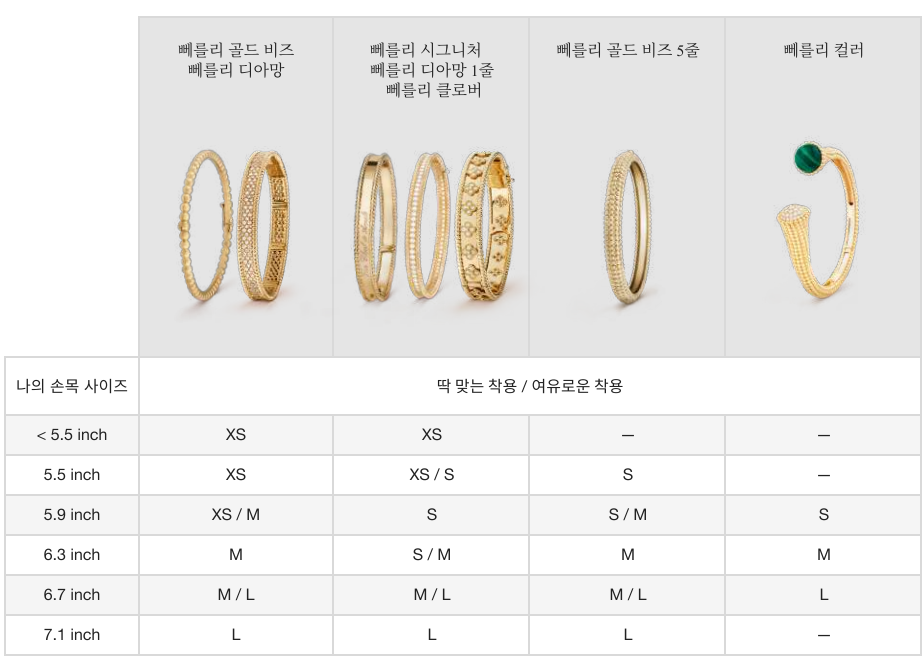 뻬를리 골드 비즈
뻬를리 디아망
뻬를리 시그니처
뻬를리 디아망 1줄
뻬를리 클로버
뻬를리 골드 비즈 5줄
뻬를리 컬러
나의 손목 사이즈 딱 맞는 착용 / 여유로운 착용
< 5.5 inch XS XS — —
5.5 inch XS XS / S S —
5.9 inch XS / M S S / M S
6.3 inch M S / M M M
6.7 inch M / L M / L M / L L
7.1 inch L L L —